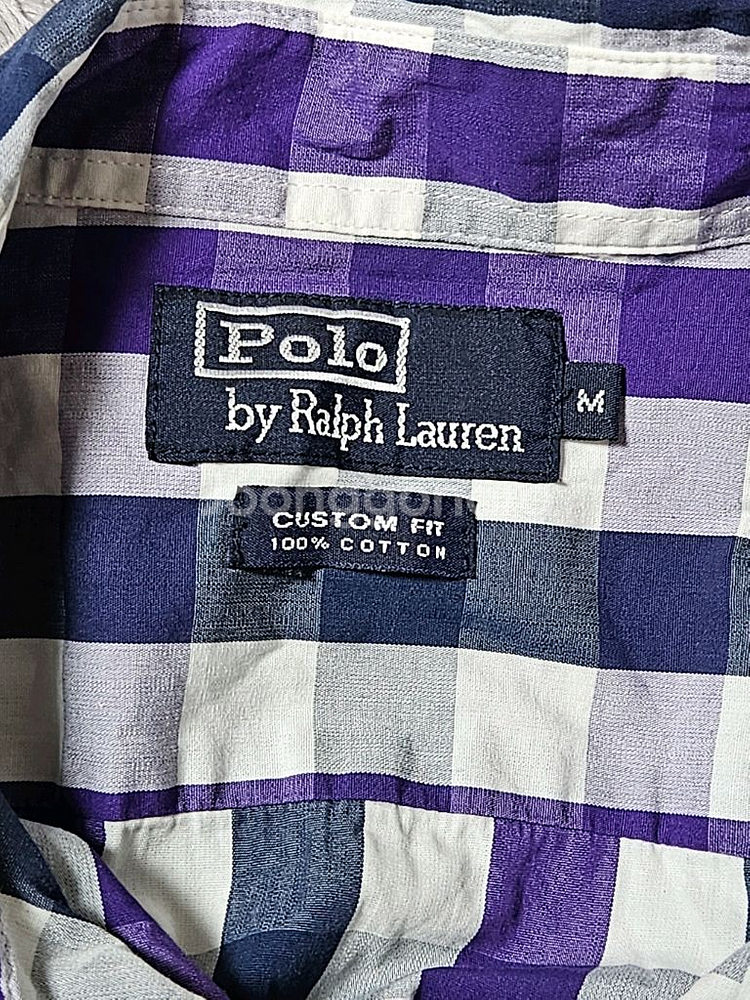 Polo
by Ralph Lauren
M
CUSTOM FIT
100% COTTON